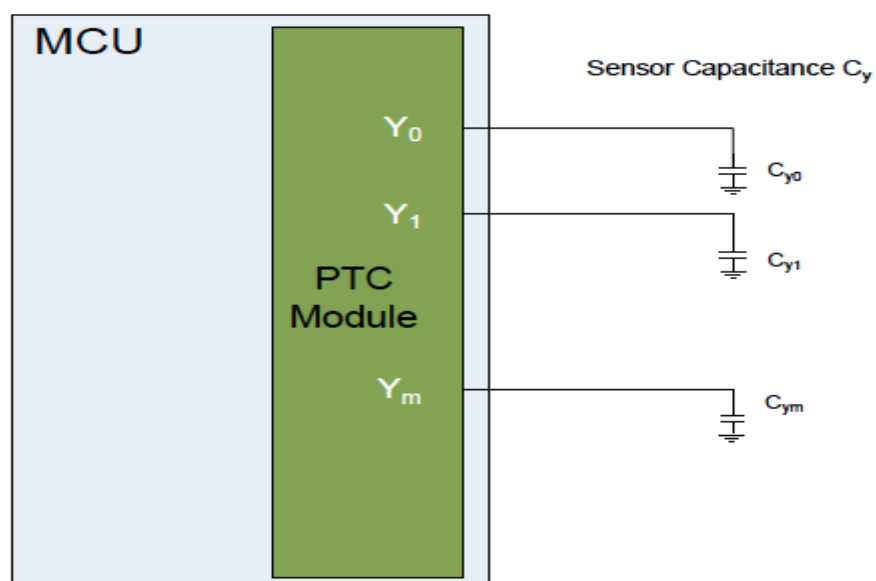 MCU
Sensor Capacitance Cy
Y0
Cy0
Y1
Cy1
PTC
Module
Ym
Cym